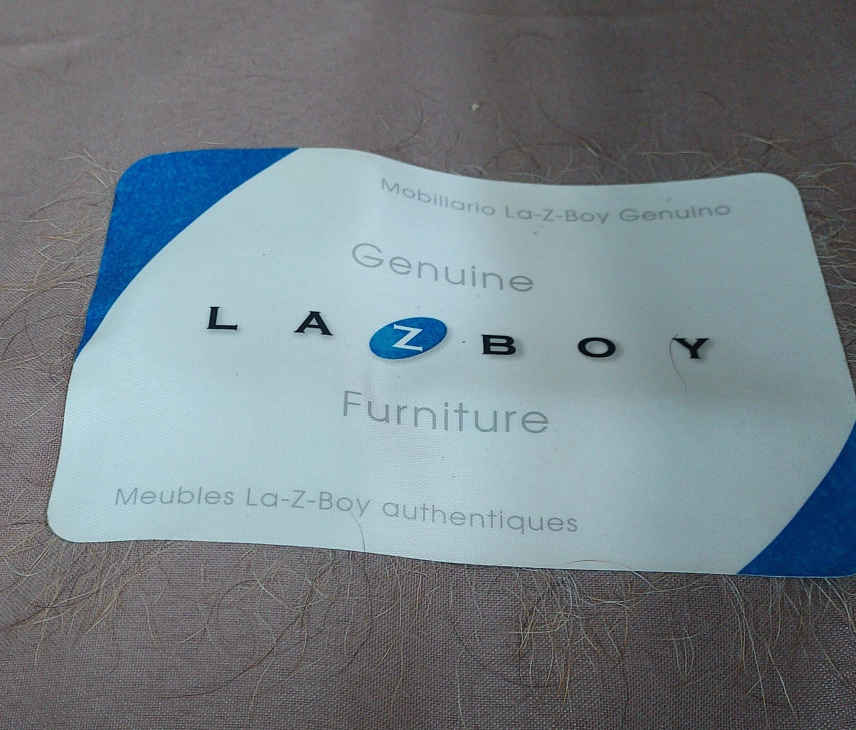 Mobiliario La-Z-Boy Genuino
Genuine
LAZBOY
Furniture
Meubles La-Z-Boy authentiques